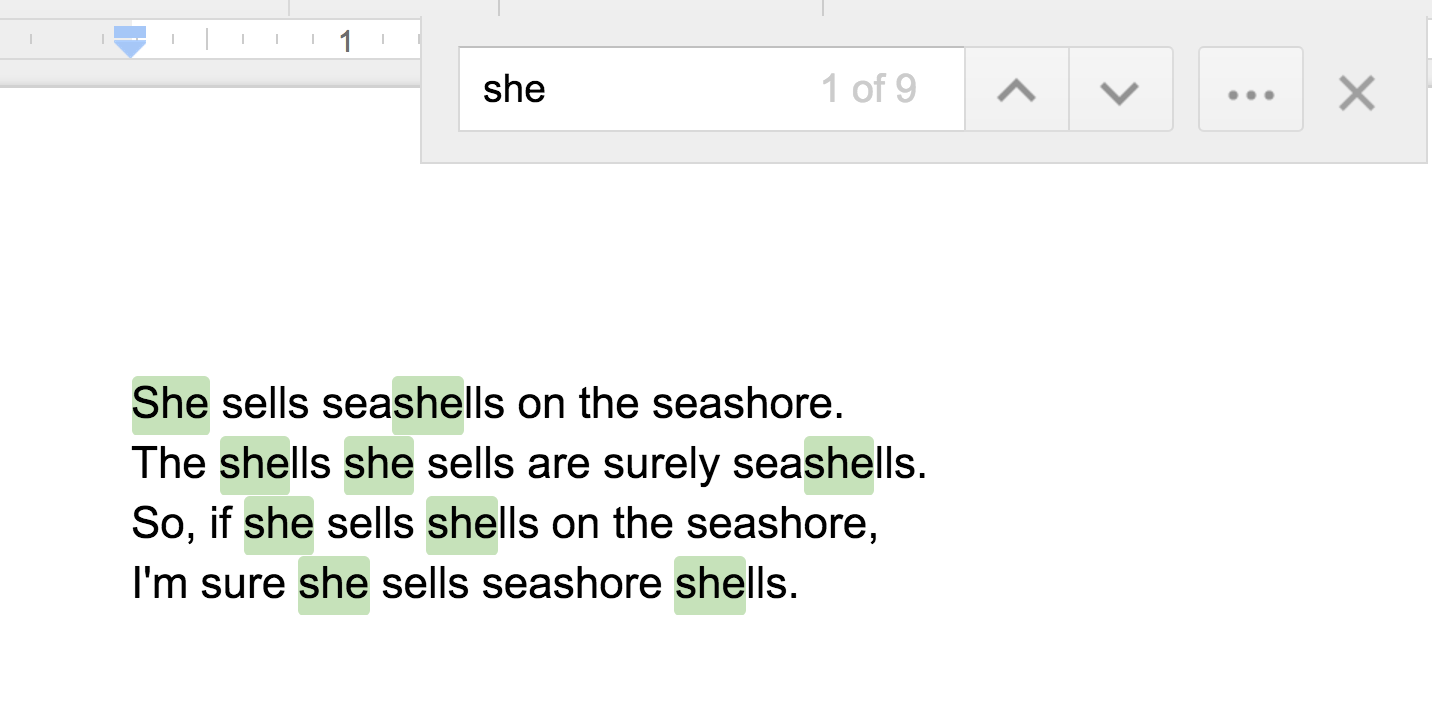 1
she 1 of 9
She sells seashells on the seashore.
The shells she sells are surely seashells.
So, if she sells shells on the seashore,
I'm sure she sells seashore shells.